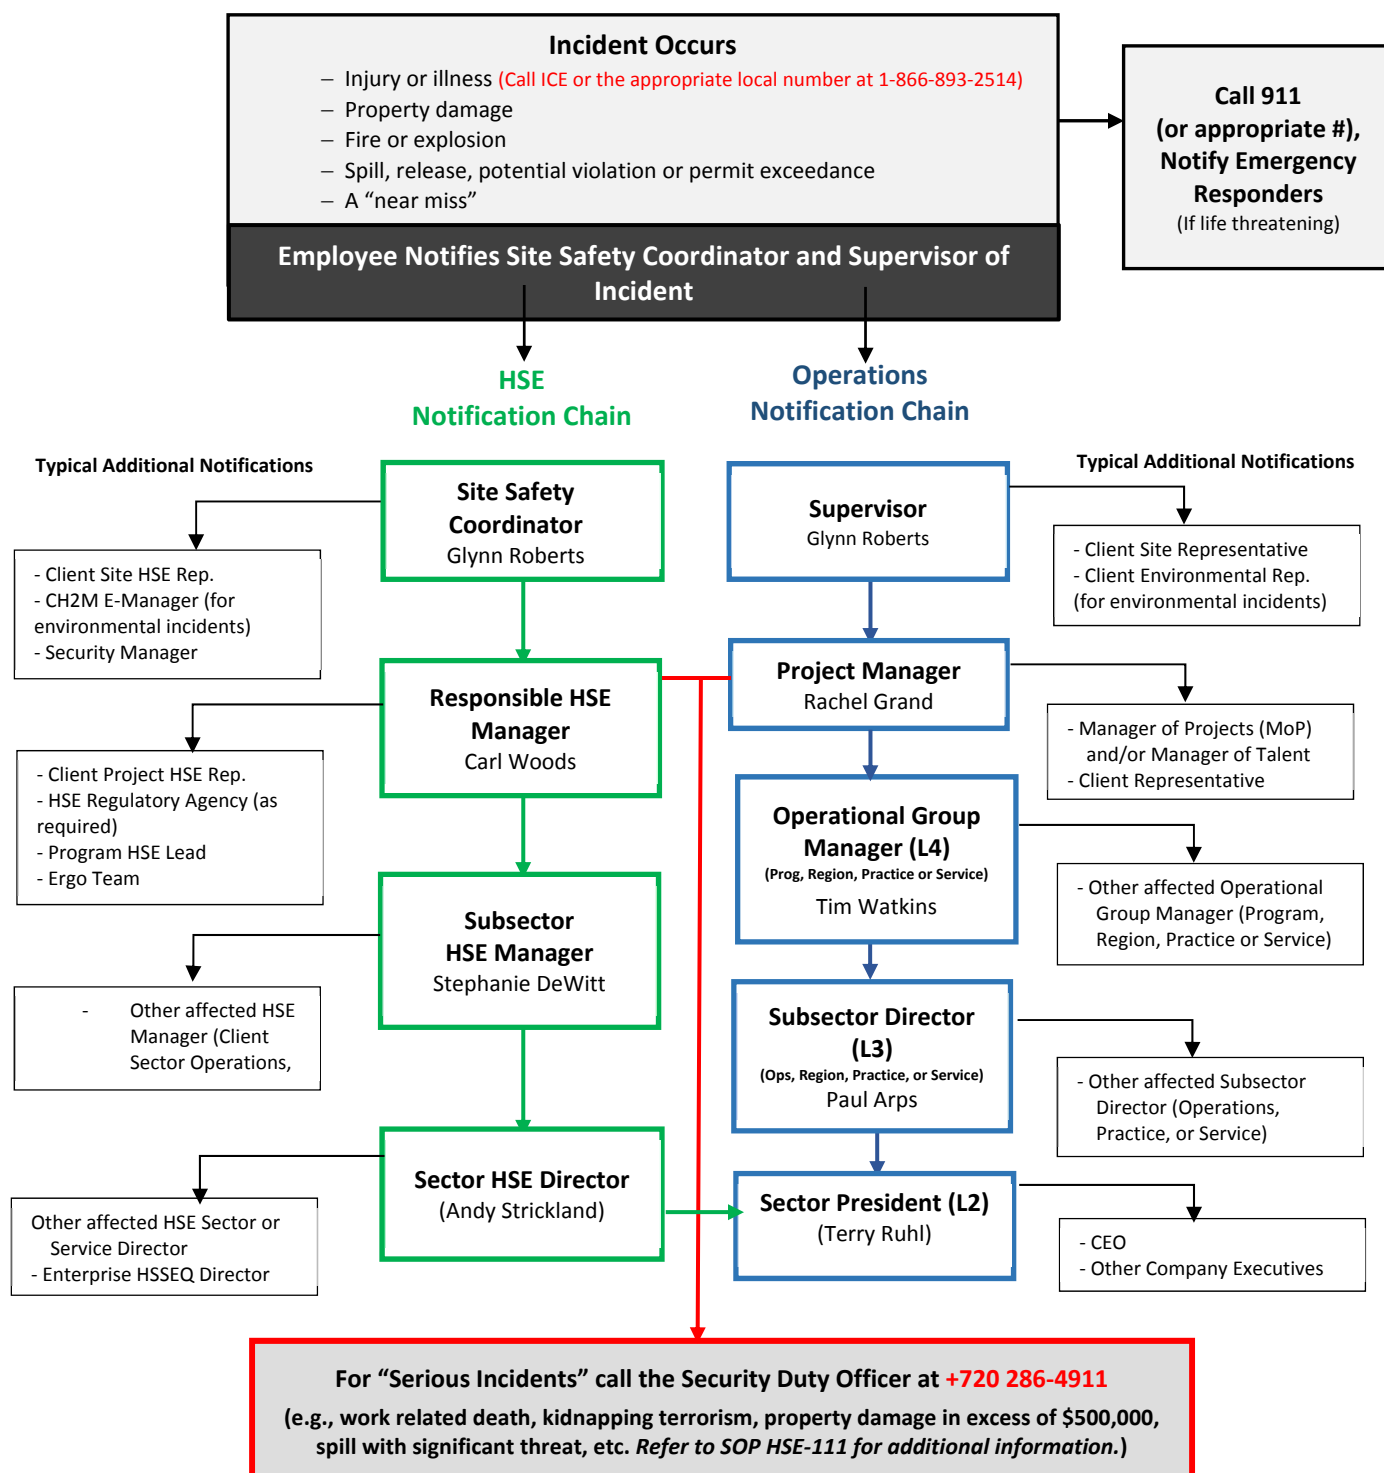 Incident Occurs
– Injury or illness (Call ICE or the appropriate local number at 1-866-893-2514)
– Property damage
– Fire or explosion
– Spill, release, potential violation or permit exceedance
– A “near miss”
Call 911
(or appropriate #),
Notify Emergency
Responders
(If life threatening)
Employee Notifies Site Safety Coordinator and Supervisor of
Incident
HSE
Notification Chain
Operations
Notification Chain
Typical Additional Notifications
Site Safety
Coordinator
Glynn Roberts
- Client Site HSE Rep.
- CH2M E-Manager (for
environmental incidents)
- Security Manager
Responsible HSE
Manager
Carl Woods
- Client Project HSE Rep.
- HSE Regulatory Agency (as
required)
- Program HSE Lead
- Ergo Team
Subsector
HSE Manager
Stephanie DeWitt
- Other affected HSE
Manager (Client
Sector Operations,
Sector HSE Director
(Andy Strickland)
Other affected HSE Sector or
Service Director
- Enterprise HSSEQ Director
Typical Additional Notifications
Supervisor
Glynn Roberts
- Client Site Representative
- Client Environmental Rep.
(for environmental incidents)
Project Manager
Rachel Grand
- Manager of Projects (MoP)
and/or Manager of Talent
- Client Representative
Operational Group
Manager (L4)
(Prog, Region, Practice or Service)
Tim Watkins
- Other affected Operational
Group Manager (Program,
Region, Practice or Service)
Subsector Director
(L3)
(Ops, Region, Practice, or Service)
Paul Arps
- Other affected Subsector
Director (Operations,
Practice, or Service)
Sector President (L2)
(Terry Ruhl)
- CEO
- Other Company Executives
For “Serious Incidents” call the Security Duty Officer at +720 286-4911
(e.g., work related death, kidnapping terrorism, property damage in excess of $500,000,
spill with significant threat, etc. Refer to SOP HSE-111 for additional information.)